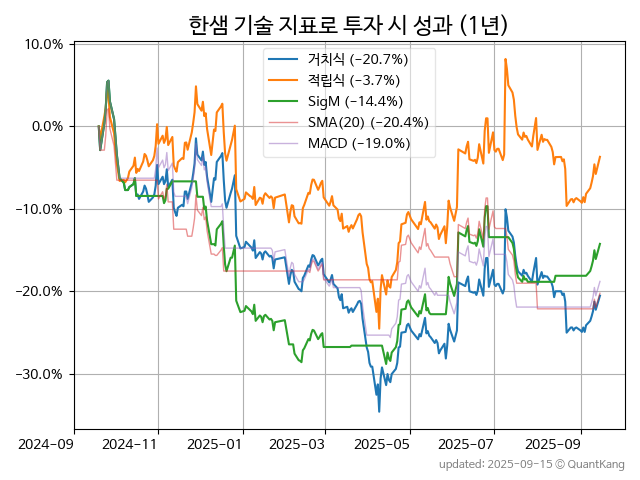 한샘 기술 지표로 투자 시 성과 (1년)
거치식 (−20.7%)
적립식 (−3.7%)
SigM (−14.4%)
SMA(20) (−20.4%)
MACD (−19.0%)
10.0%
0.0%
−10.0%
−20.0%
−30.0%
2024-09 2024-11 2025-01 2025-03 2025-05 2025-07 2025-09
updated: 2025-09-15 ⓒ QuantKang